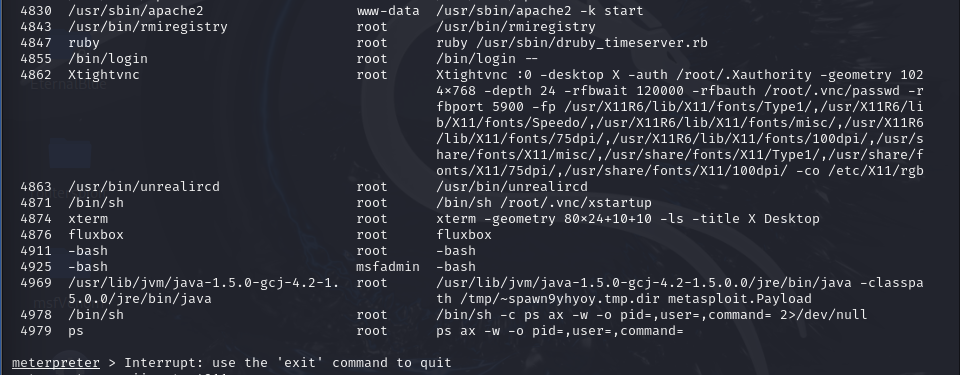 4830 /usr/sbin/apache2 www-data /usr/sbin/apache2 -k start
4843 /usr/bin/rmiregistry root /usr/bin/rmiregistry
4847 ruby root ruby /usr/sbin/druby_timeserver.rb
4855 /bin/login root /bin/login --
4862 Xtightvnc root Xtightvnc :0 -desktop X -auth /root/.Xauthority -geometry 102
4×768 -depth 24 -rfbwait 120000 -rfbauth /root/.vnc/passwd -r
fbport 5900 -fp /usr/X11R6/lib/X11/fonts/Type1/,/usr/X11R6/li
b/X11/fonts/Speedo/,/usr/X11R6/lib/X11/fonts/misc/,/usr/X11R6
/lib/X11/fonts/75dpi/,/usr/X11R6/lib/X11/fonts/100dpi/,/usr/s
hare/fonts/X11/misc/,/usr/share/fonts/X11/Type1/,/usr/share/f
onts/X11/75dpi/,/usr/share/fonts/X11/100dpi/ -co /etc/X11/rgb
4863 /usr/bin/unrealircd root /usr/bin/unrealircd
4871 /bin/sh root /bin/sh /root/.vnc/xstartup
4874 xterm root xterm -geometry 80×24+10+10 -ls -title X Desktop
4876 fluxbox root fluxbox
4911 -bash root -bash
4925 -bash msfadmin -bash
4969 /usr/lib/jvm/java-1.5.0-gcj-4.2-1. root /usr/lib/jvm/java-1.5.0-gcj-4.2-1.5.0.0/jre/bin/java -classpa
5.0.0/jre/bin/java th /tmp/~spawn9yhyoy.tmp.dir metasploit.Payload
4978 /bin/sh root /bin/sh -c ps ax -w -o pid=,user=,command= 2>/dev/null
4979 ps root ps ax -w -o pid=,user=,command=
meterpreter > Interrupt: use the 'exit' command to quit